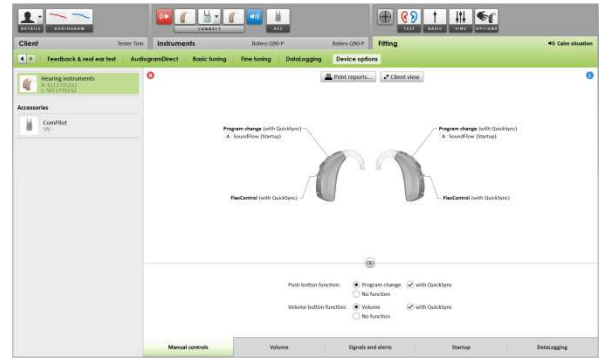 DETAILS
AUDIOGRAM
CONNECT
ACC
TEST
BASIC
FINE
OPTIONS
Client
Tester Tom
Instruments
Bolero Q90-P
Bolero Q90-P
Fitting
Calm situation
Feedback & real ear test
AudiogramDirect
Basic tuning
Fine tuning
DataLogging
Device options
Hearing instruments
Accessories
ComPilot
SN: -
Print reports...
Client view
Program change (with QuickSync)
A SoundFlow (Startup)
Program change (with QuickSync)
A SoundFlow (Startup)
FlexControl (with QuickSync)
FlexControl (with QuickSync)
Push button function: Program change with QuickSync
No function
Volume button function: Volume with QuickSync
No function
Manual controls
Volume
Signals and alerts
Startup
DataLogging